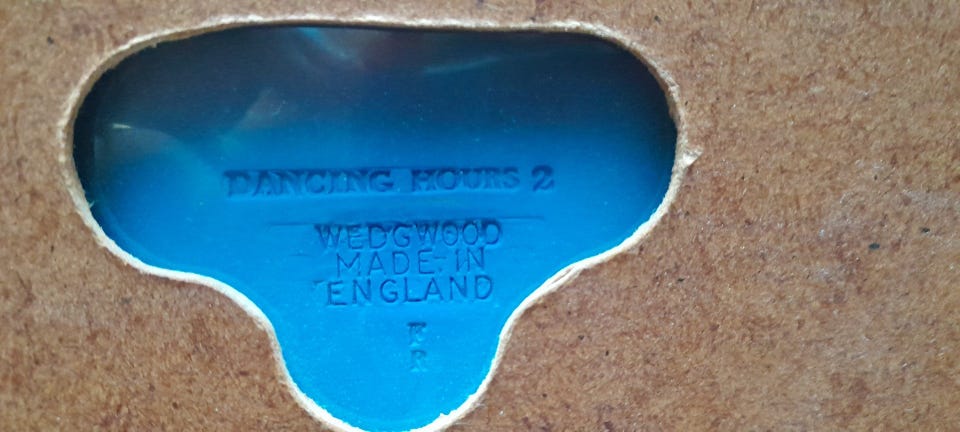 DANCING HOURS 2
WEDGWOOD
MADE-IN
ENGLAND
R